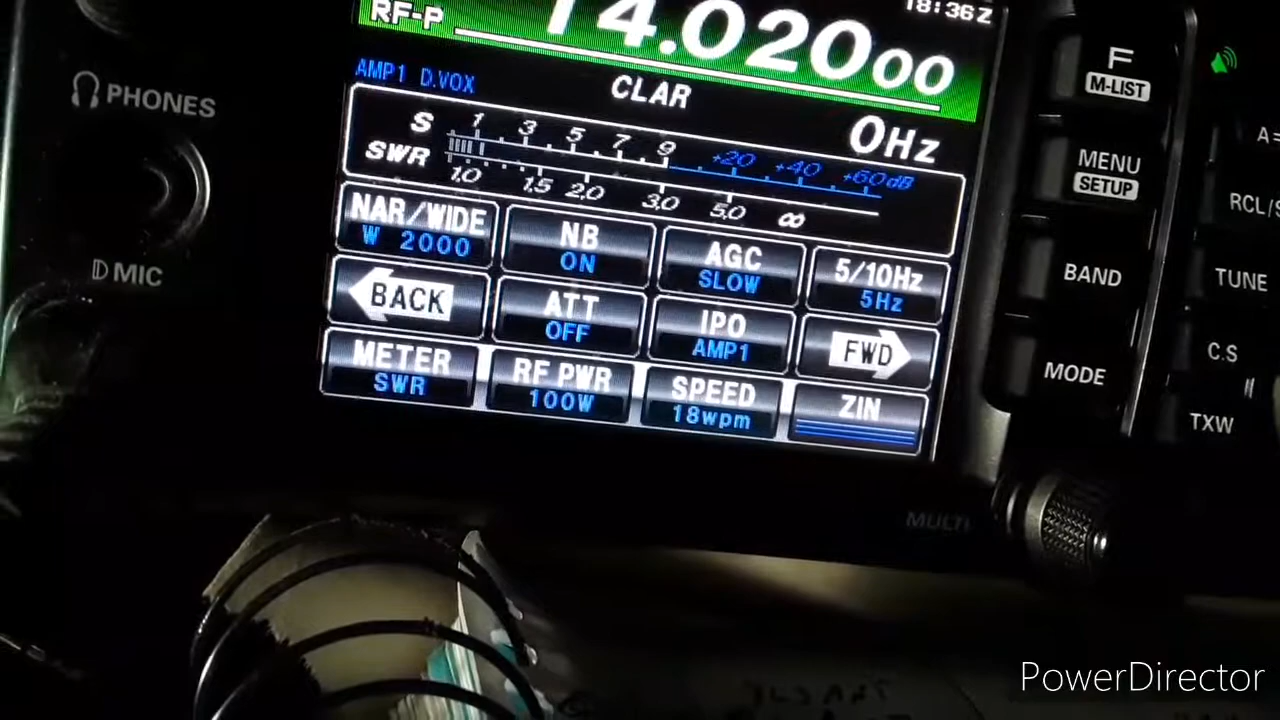 18:36Z
RF-P
14.02000
AMP1 D.VOX
CLAR
0Hz
S 1 3 5 7 9 +20 +40 +60dB
SWR 1.0 1.5 2.0 3.0 5.0 ∞
NAR/WIDE NB AGC 5/10Hz
W 2000 ON SLOW 5Hz
BACK ATT IPO FWD
OFF AMP1
METER RF PWR SPEED ZIN
SWR 100W 18wpm
PHONES
MIC
F
M-LIST
MENU
SETUP
BAND
MODE
TUNE
C.S
TXW
MULTI
PowerDirector